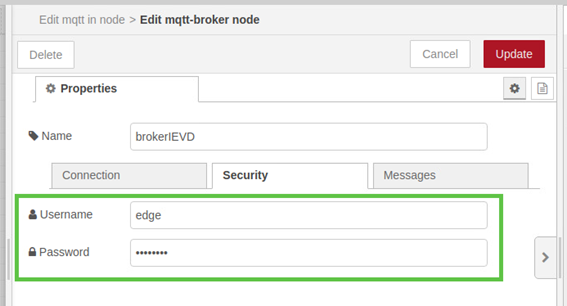 Edit mqtt in node > Edit mqtt-broker node
Delete Cancel Update
Properties
Name brokerIEVD
Connection Security Messages
Username edge
Password ••••••••